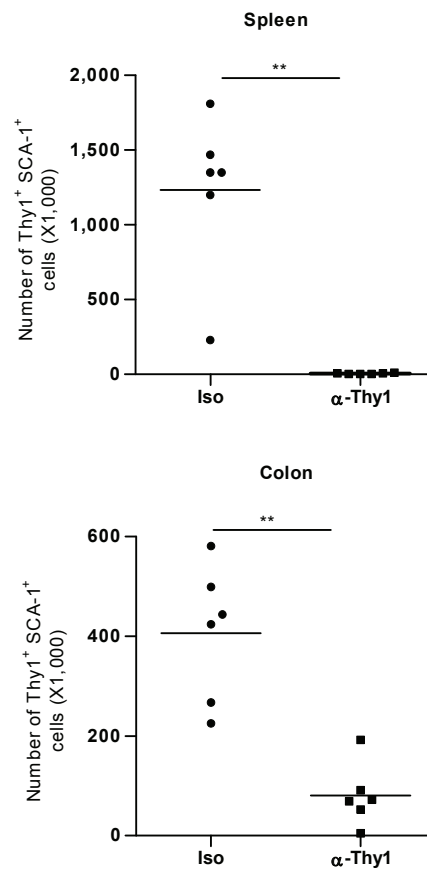 Spleen
**
2,000
1,500
1,000
500
0
Number of Thy1⁺ SCA-1⁺
cells (X1,000)
Iso
α-Thy1
Colon
**
600
400
200
0
Number of Thy1⁺ SCA-1⁺
cells (X1,000)
Iso
α-Thy1